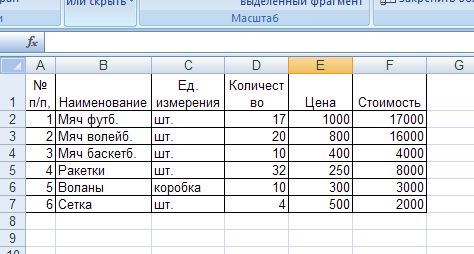 или скрыть
выделенный фрагмент
Закрепить обл
и
Масштаб
fx
A B C D E F G
№ Ед. Количест
1 п/п, Наименование измерения во Цена Стоимость
2 1 Мяч футб. шт. 17 1000 17000
3 2 Мяч волейб. шт. 20 800 16000
4 3 Мяч баскетб. шт. 10 400 4000
5 4 Ракетки шт. 32 250 8000
6 5 Воланы коробка 10 300 3000
7 6 Сетка шт. 4 500 2000
8
9